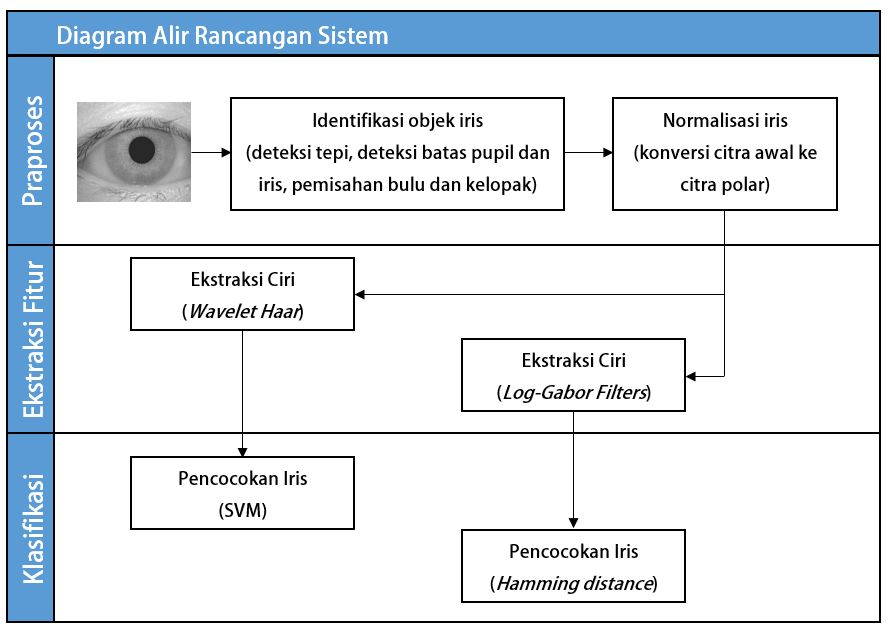 Diagram Alir Rancangan Sistem
Praproses
Identifikasi objek iris
(deteksi tepi, deteksi batas pupil dan
iris, pemisahan bulu dan kelopak)
Normalisasi iris
(konversi citra awal ke
citra polar)
Ekstraksi Fitur
Ekstraksi Ciri
(Wavelet Haar)
Ekstraksi Ciri
(Log-Gabor Filters)
Klasifikasi
Pencocokan Iris
(SVM)
Pencocokan Iris
(Hamming distance)